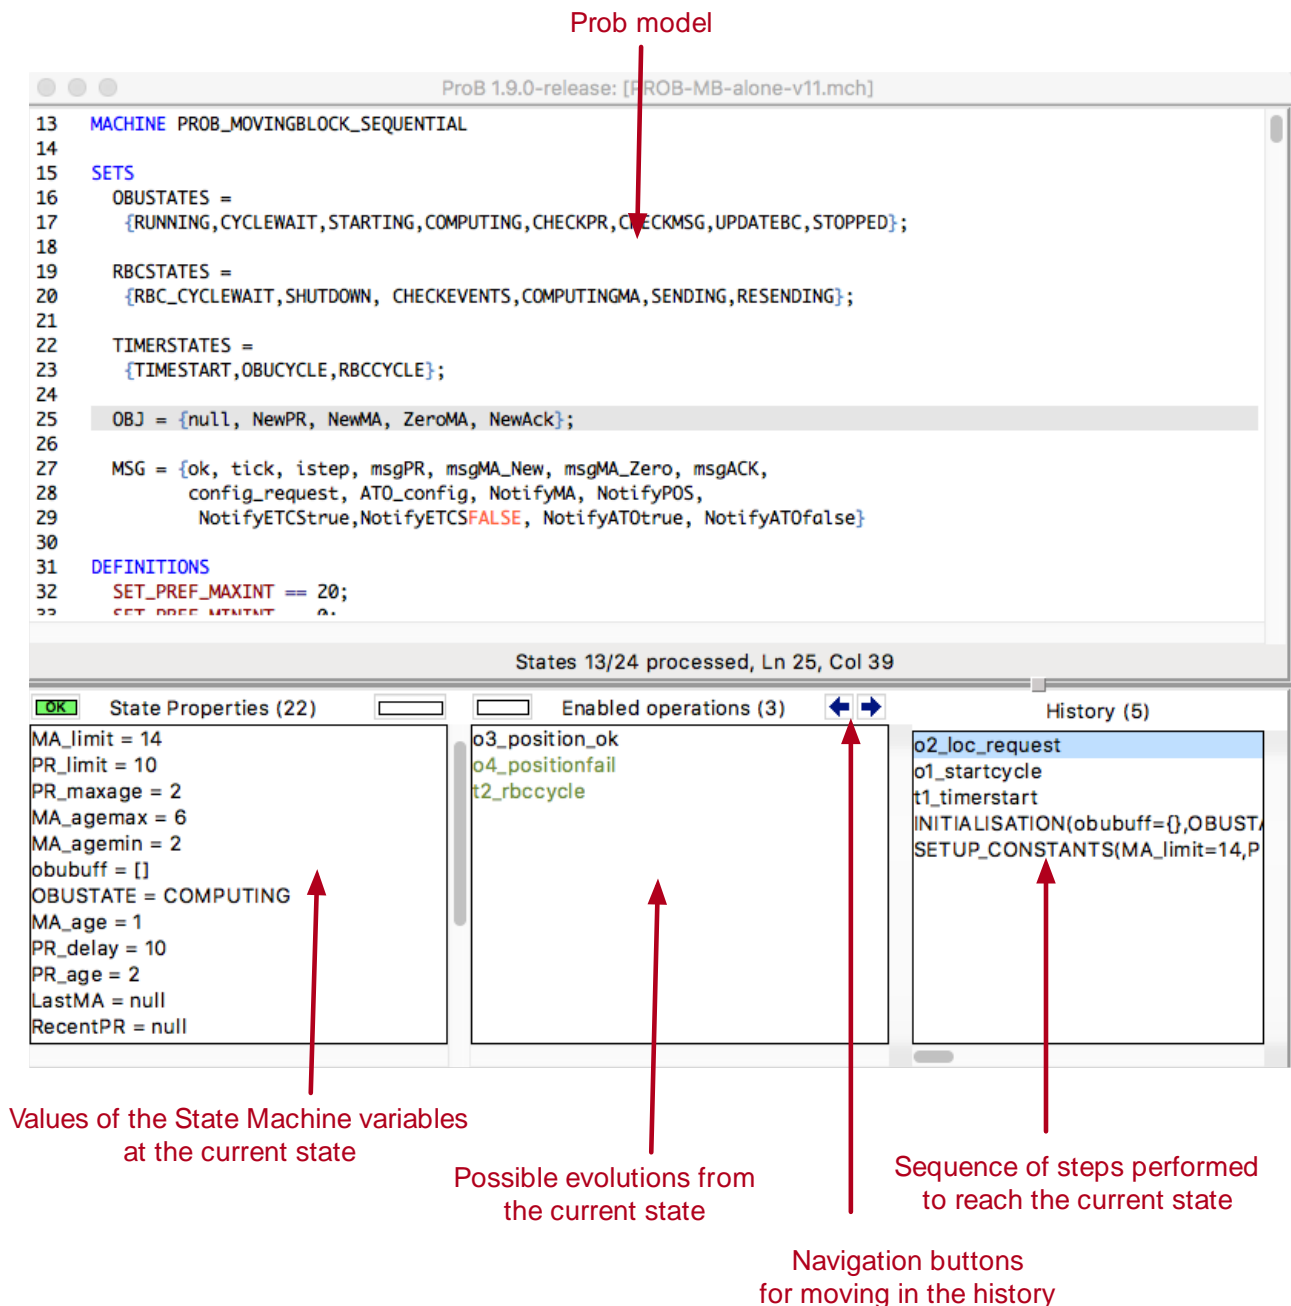 Prob model
ProB 1.9.0-release: [PROB-MB-alone-v11.mch]
13 MACHINE PROB_MOVINGBLOCK_SEQUENTIAL
14
15 SETS
16 OBUSTATES =
17 {RUNNING,CYCLEWAIT,STARTING,COMPUTING,CHECKPR,CHECKMSG,UPDATEBC,STOPPED};
18
19 RBCSTATES =
20 {RBC_CYCLEWAIT,SHUTDOWN, CHECKEVENTS,COMPUTINGMA,SENDING,RESENDING};
21
22 TIMERSTATES =
23 {TIMESTART,OBUCYCLE,RBCCYCLE};
24
25 OBJ = {null, NewPR, NewMA, ZeroMA, NewAck};
26
27 MSG = {ok, tick, istep, msgPR, msgMA_New, msgMA_Zero, msgACK,
28 config_request, ATO_config, NotifyMA, NotifyPOS,
29 NotifyETCStrue,NotifyETCSFALSE, NotifyATOtrue, NotifyATOfalse}
30
31 DEFINITIONS
32 SET_PREF_MAXINT == 20;
33 SET_PREF_MININT == 0;
States 13/24 processed, Ln 25, Col 39
OK State Properties (22)
MA_limit = 14
PR_limit = 10
PR_maxage = 2
MA_agemax = 6
MA_agemin = 2
obubuff = []
OBUSTATE = COMPUTING
MA_age = 1
PR_delay = 10
PR_age = 2
LastMA = null
RecentPR = null
Enabled operations (3)
o3_position_ok
o4_positionfail
t2_rbccycle
History (5)
o2_loc_request
o1_startcycle
t1_timerstart
INITIALISATION(obubuff={},OBUSTA
SETUP_CONSTANTS(MA_limit=14,P
Values of the State Machine variables
at the current state
Possible evolutions from
the current state
Sequence of steps performed
to reach the current state
Navigation buttons
for moving in the history